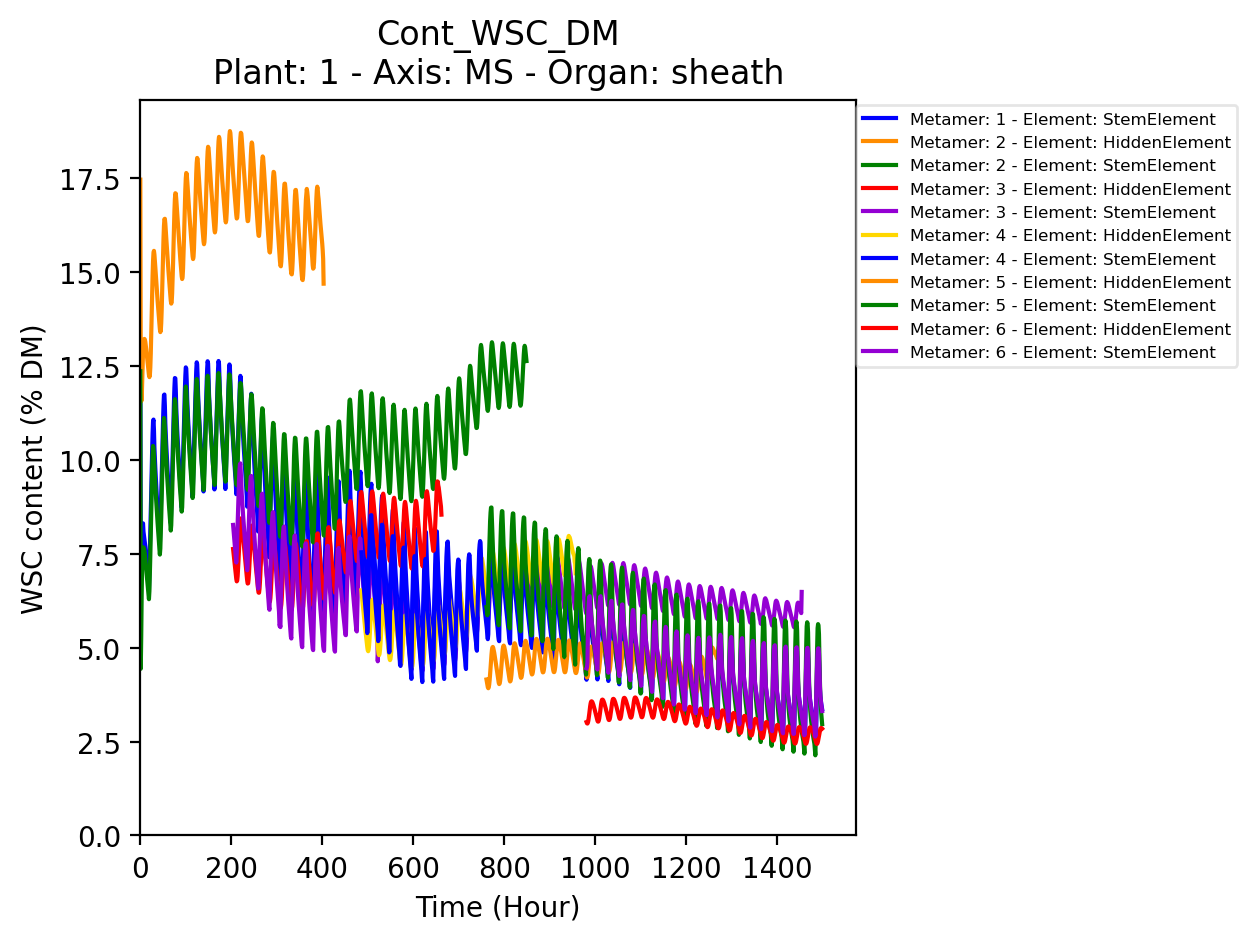 Cont_WSC_DM
Plant: 1 - Axis: MS - Organ: sheath
Metamer: 1 - Element: StemElement
Metamer: 2 - Element: HiddenElement
Metamer: 2 - Element: StemElement
Metamer: 3 - Element: HiddenElement
Metamer: 3 - Element: StemElement
Metamer: 4 - Element: HiddenElement
Metamer: 4 - Element: StemElement
Metamer: 5 - Element: HiddenElement
Metamer: 5 - Element: StemElement
Metamer: 6 - Element: HiddenElement
Metamer: 6 - Element: StemElement
WSC content (% DM)
17.5
15.0
12.5
10.0
7.5
5.0
2.5
0.0
0 200 400 600 800 1000 1200 1400
Time (Hour)